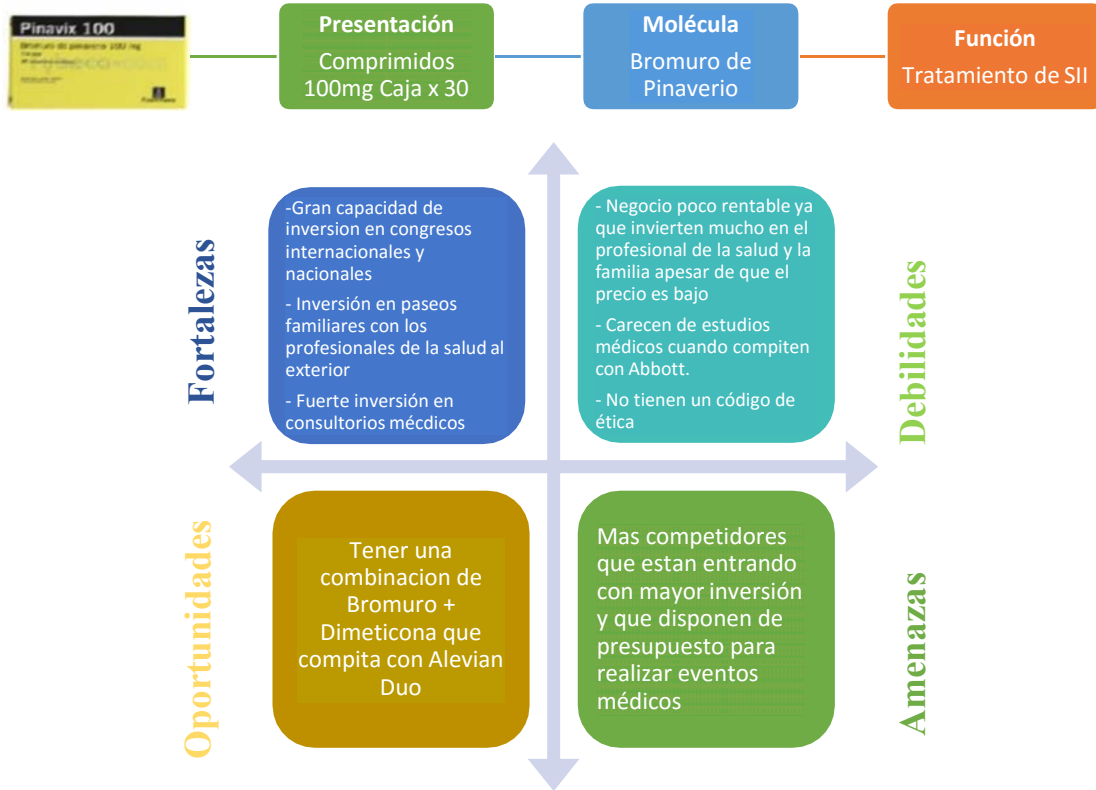 Pinavix 100
Bromuro de pinaverio 100 mg
Presentación
Comprimidos
100mg Caja x 30
Molécula
Bromuro de
Pinaverio
Función
Tratamiento de SII
Fortalezas
-Gran capacidad de
inversion en congresos
internacionales y
nacionales
- Inversión en paseos
familiares con los
profesionales de la salud al
exterior
- Fuerte inversión en
consultorios mécdicos
- Negocio poco rentable ya
que invierten mucho en el
profesional de la salud y la
familia apesar de que el
precio es bajo
- Carecen de estudios
médicos cuando compiten
con Abbott.
- No tienen un código de
ética
Debilidades
Oportunidades
Tener una
combinacion de
Bromuro +
Dimeticona que
compita con Alevian
Duo
Mas competidores
que estan entrando
con mayor inversión
y que disponen de
presupuesto para
realizar eventos
médicos
Amenazas